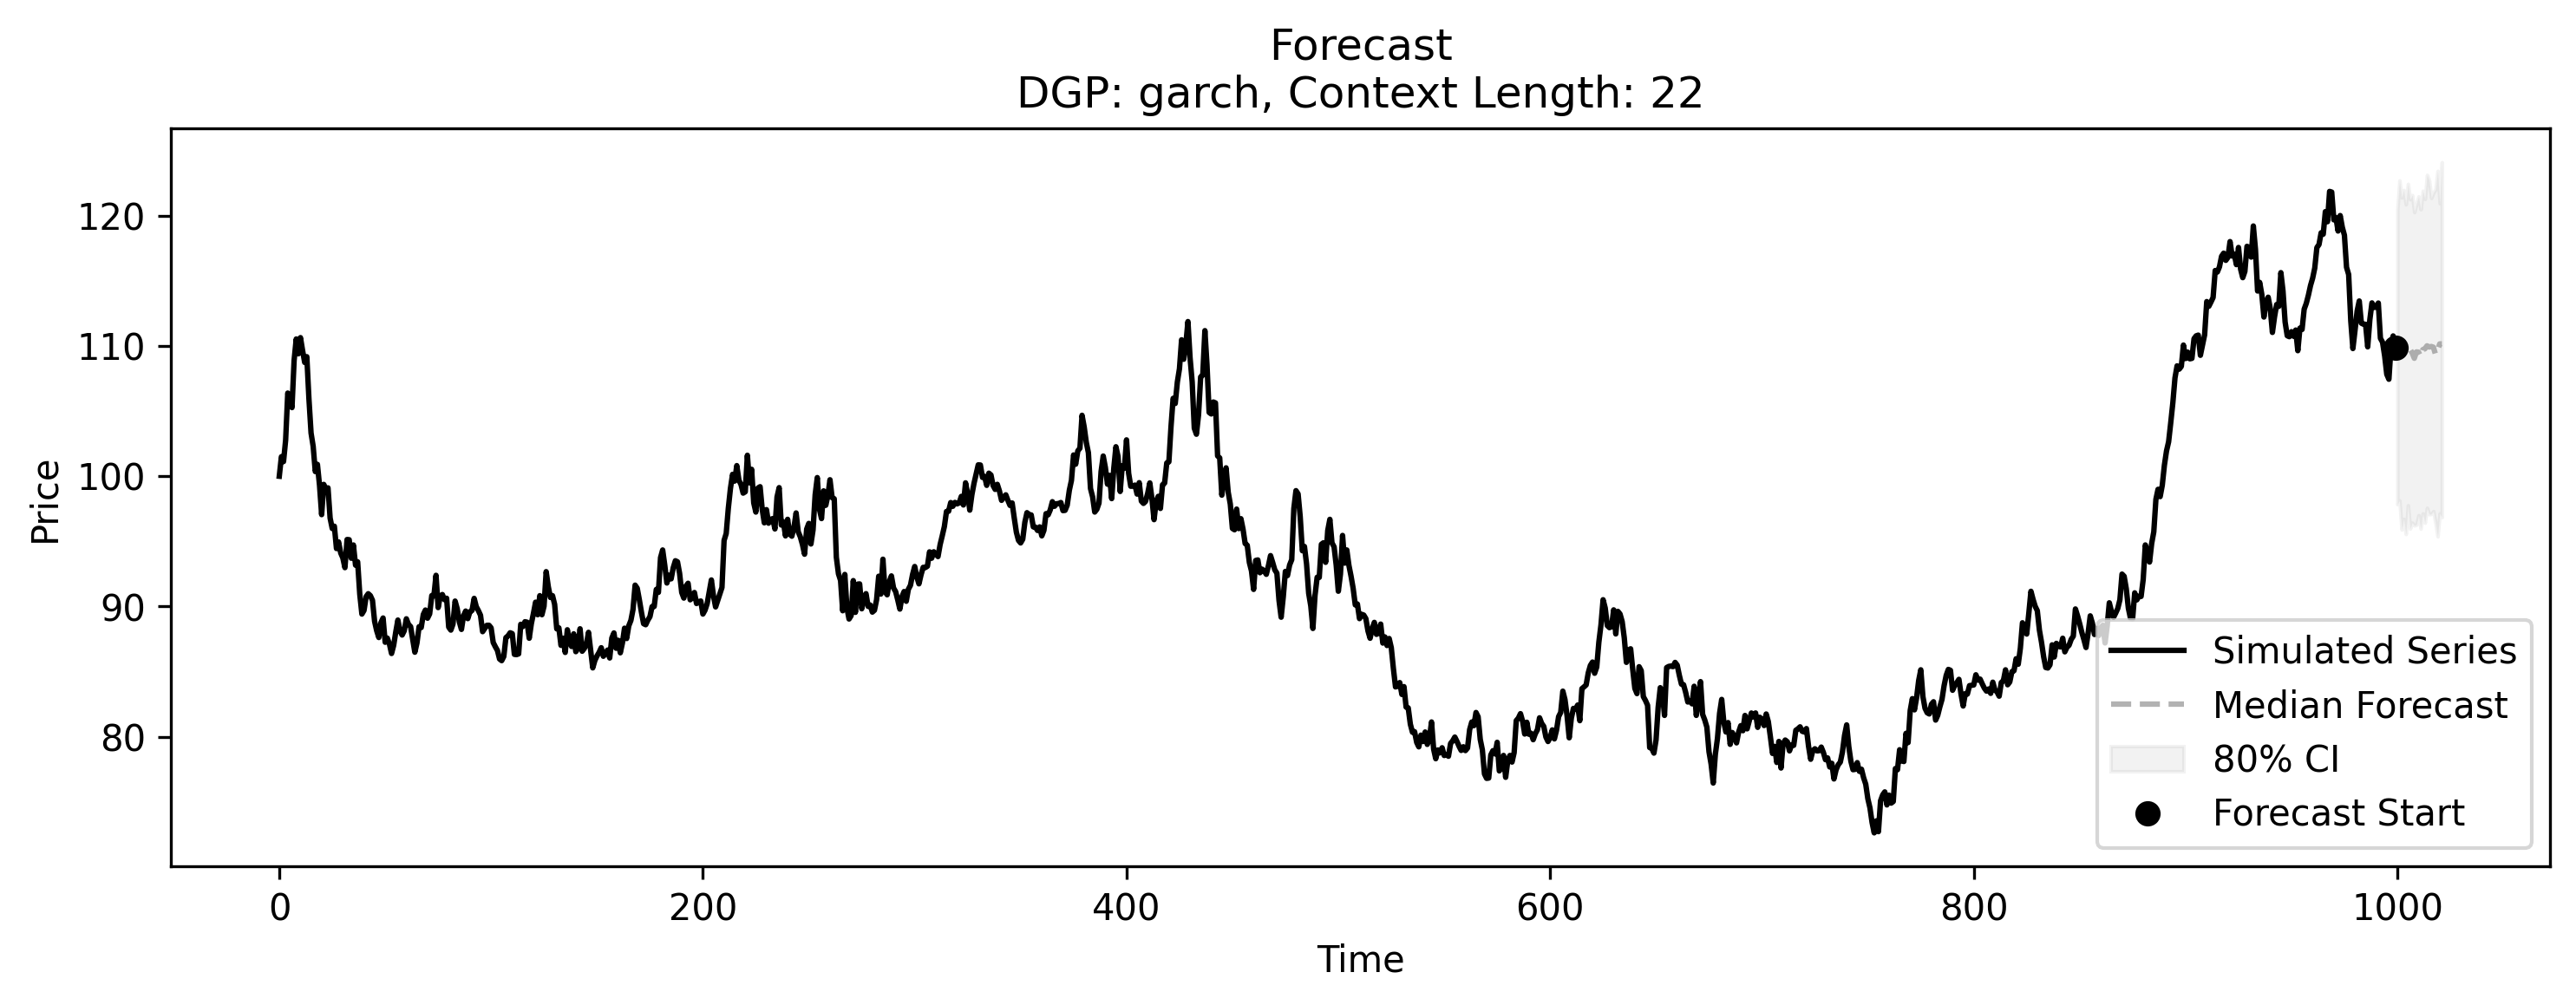 Forecast
DGP: garch, Context Length: 22
Price
120
110
100
90
80
0
200
400
600
800
1000
Time
Simulated Series
Median Forecast
80% CI
Forecast Start